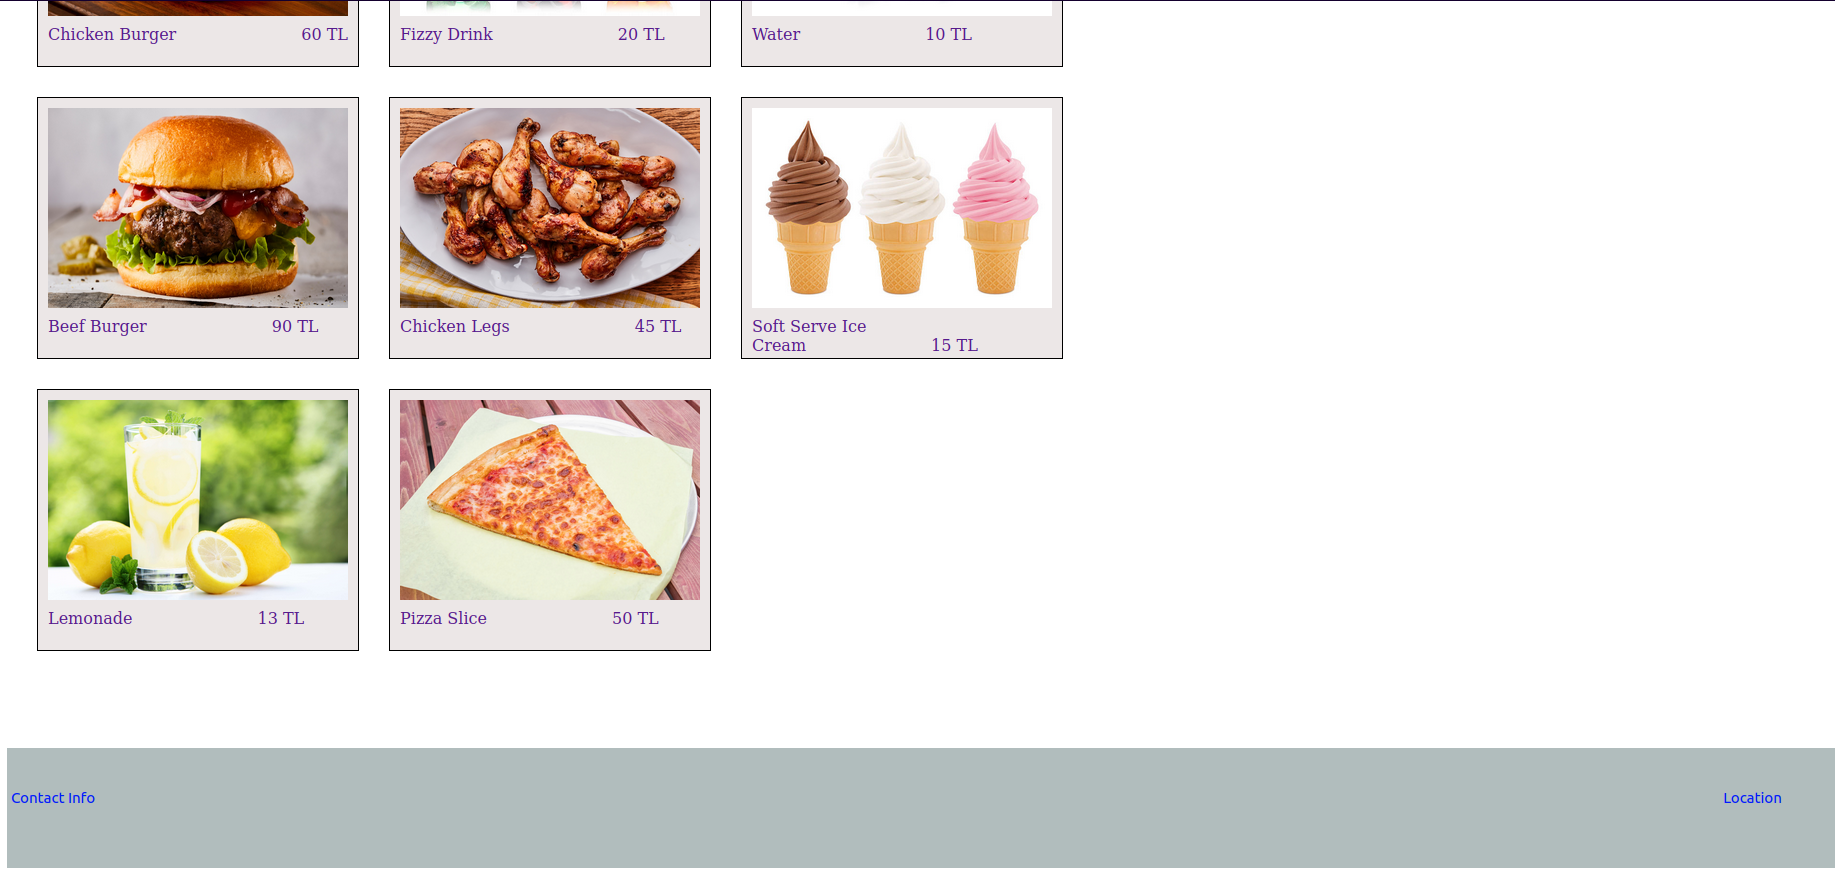 Chicken Burger 60 TL
Fizzy Drink 20 TL
Water 10 TL
Beef Burger 90 TL
Chicken Legs 45 TL
Soft Serve Ice
Cream 15 TL
Lemonade 13 TL
Pizza Slice 50 TL
Contact Info
Location